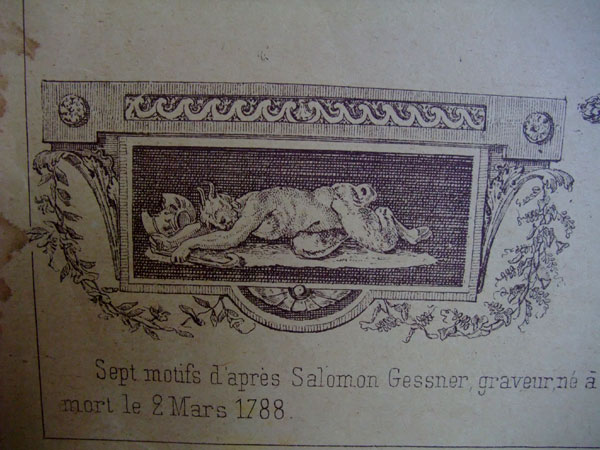 Sept motifs d'après Salomon Gessner, graveur, né à
mort le 2 Mars 1788.